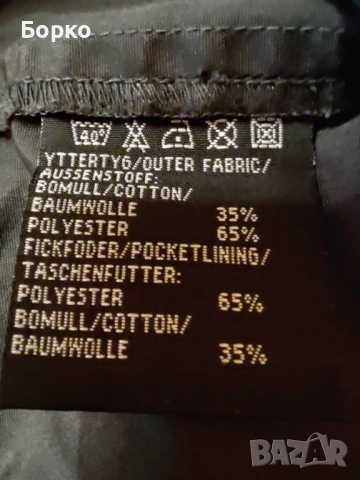 Борко
40°
YTTERTYG/OUTER FABRIC/
AUSSENSTOFF:
BOMULL/COTTON/
BAUMWOLLE 35%
POLYESTER 65%
FICKFODER/POCKETLINING/
TASCHENFUTTER:
POLYESTER 65%
BOMULL/COTTON/
BAUMWOLLE 35%
BAZAR